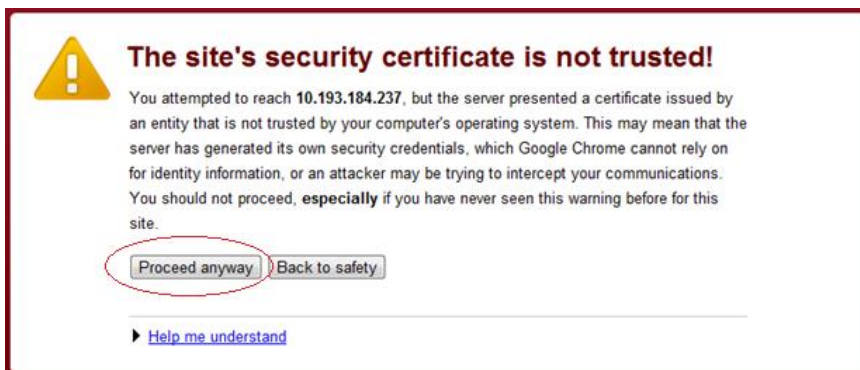 The site's security certificate is not trusted!
You attempted to reach 10.193.184.237, but the server presented a certificate issued by
an entity that is not trusted by your computer's operating system. This may mean that the
server has generated its own security credentials, which Google Chrome cannot rely on
for identity information, or an attacker may be trying to intercept your communications.
You should not proceed, especially if you have never seen this warning before for this
site.
Proceed anyway Back to safety
Help me understand